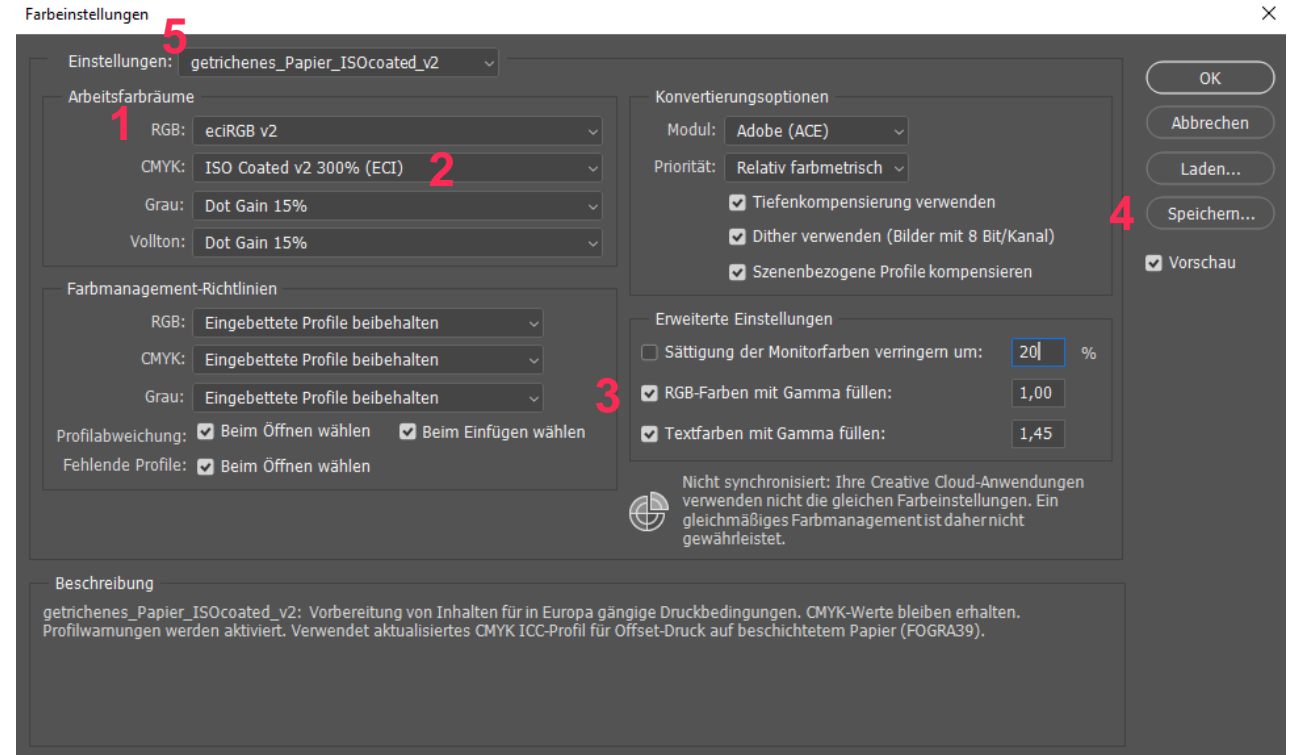 Farbeinstellungen
5
Einstellungen: getrichenes_Papier_ISOcoated_v2
Arbeitsfarbräume
1
RGB: eciRGB v2
CMYK: ISO Coated v2 300% (ECI)
2
Grau: Dot Gain 15%
Vollton: Dot Gain 15%
Farbmanagement-Richtlinien
RGB: Eingebettete Profile beibehalten
CMYK: Eingebettete Profile beibehalten
Grau: Eingebettete Profile beibehalten
Profilabweichung: Beim Öffnen wählen Beim Einfügen wählen
Fehlende Profile: Beim Öffnen wählen
Konvertierungsoptionen
Modul: Adobe (ACE)
Priorität: Relativ farbmetrisch
Tiefenkompensierung verwenden
Dither verwenden (Bilder mit 8 Bit/Kanal)
Szenenbezogene Profile kompensieren
Erweiterte Einstellungen
Sättigung der Monitorfarben verringern um: 20 %
3
RGB-Farben mit Gamma füllen: 1,00
Textfarben mit Gamma füllen: 1,45
Nicht synchronisiert: Ihre Creative Cloud-Anwendungen
verwenden nicht die gleichen Farbeinstellungen. Ein
gleichmäßiges Farbmanagement ist daher nicht
gewährleistet.
OK
Abbrechen
Laden...
4
Speichern...
Vorschau
Beschreibung
getrichenes_Papier_ISOcoated_v2: Vorbereitung von Inhalten für in Europa gängige Druckbedingungen. CMYK-Werte bleiben erhalten.
Profilwarnungen werden aktiviert. Verwendet aktualisiertes CMYK ICC-Profil für Offset-Druck auf beschichtetem Papier (FOGRA39).